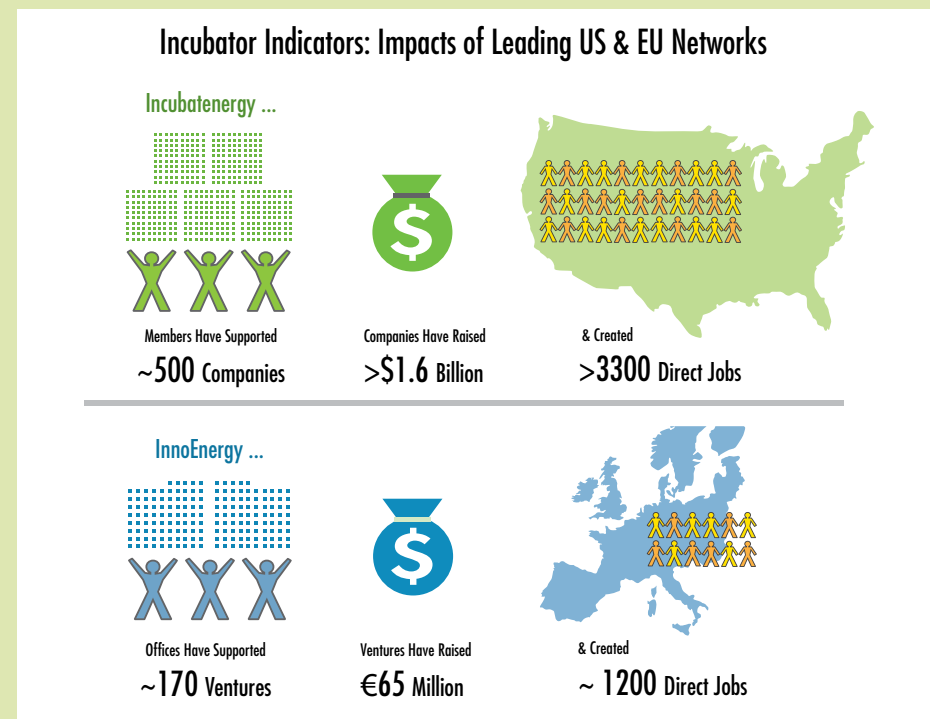 Incubator Indicators: Impacts of Leading US & EU Networks
Incubatenergy ...
$
Members Have Supported
~500 Companies
Companies Have Raised
>$1.6 Billion
& Created
>3300 Direct Jobs
InnoEnergy ...
$
Offices Have Supported
~170 Ventures
Ventures Have Raised
€65 Million
& Created
~ 1200 Direct Jobs